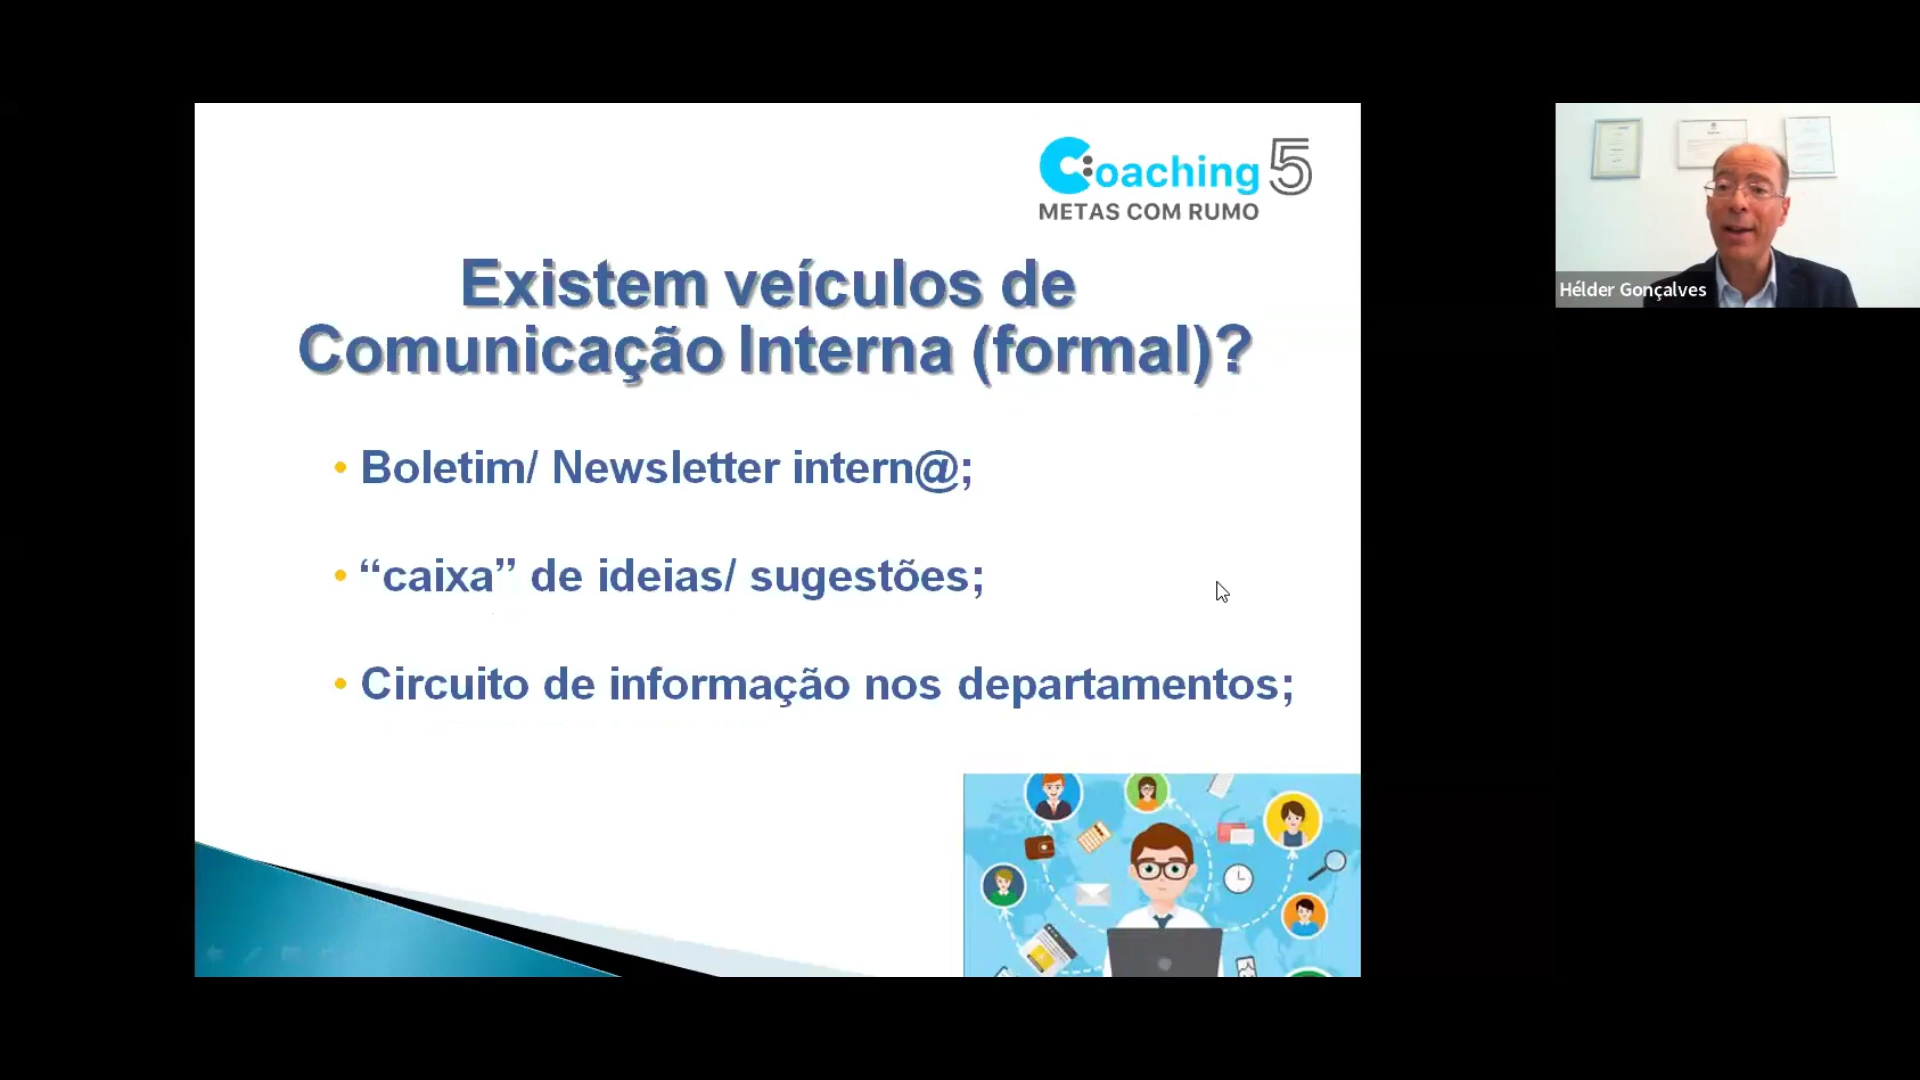 Coaching 5
METAS COM RUMO
Existem veículos de
Comunicação Interna (formal)?
• Boletim/ Newsletter intern@;
• “caixa” de ideias/ sugestões;
• Circuito de informação nos departamentos;
Hélder Gonçalves